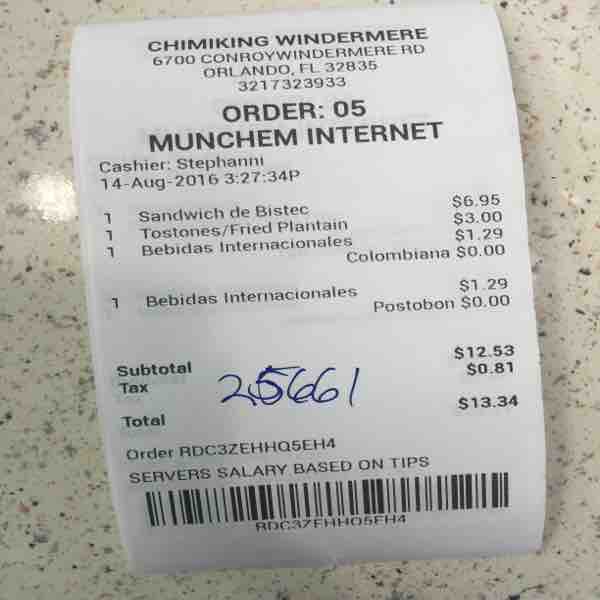 CHIMIKING WINDERMERE
6700 CONROYWINDERMERE RD
ORLANDO, FL 32835
3217323933
ORDER: 05
MUNCHEM INTERNET
Cashier: Stephanni
14-Aug-2016 3:27:34P
1 Sandwich de Bistec $6.95
1 Tostones/Fried Plantain $3.00
1 Bebidas Internacionales $1.29
Colombiana $0.00
1 Bebidas Internacionales $1.29
Postobon $0.00
Subtotal $12.53
Tax $0.81
25661
Total $13.34
Order RDC3ZEHHQ5EH4
SERVERS SALARY BASED ON TIPS
RDC3ZEHHQ5EH4